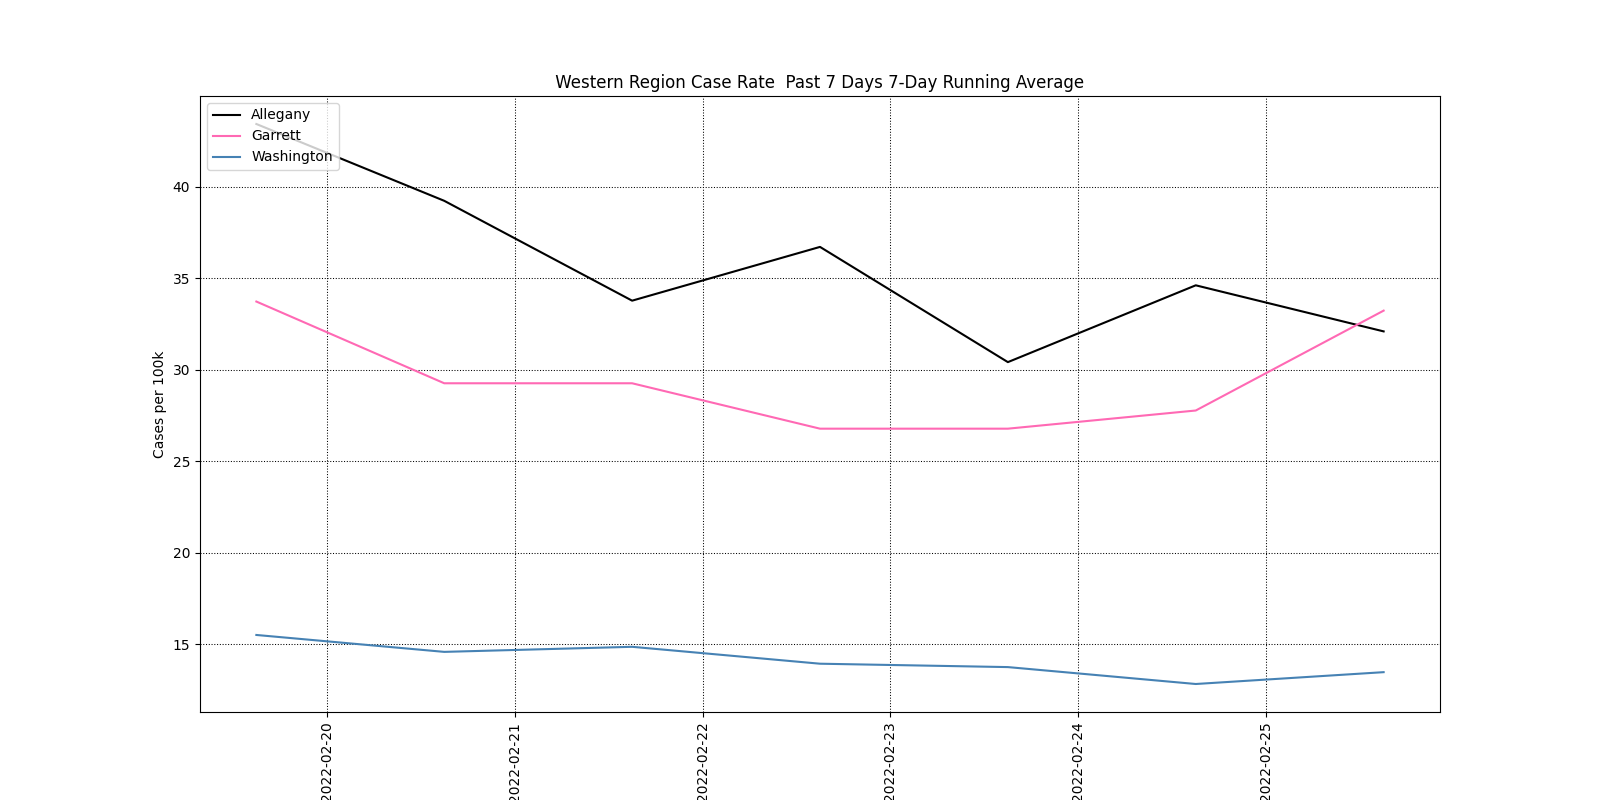 Western Region Case Rate  Past 7 Days 7-Day Running Average
Allegany
Garrett
Washington
Cases per 100k
40
35
30
25
20
15
2022-02-20
2022-02-21
2022-02-22
2022-02-23
2022-02-24
2022-02-25